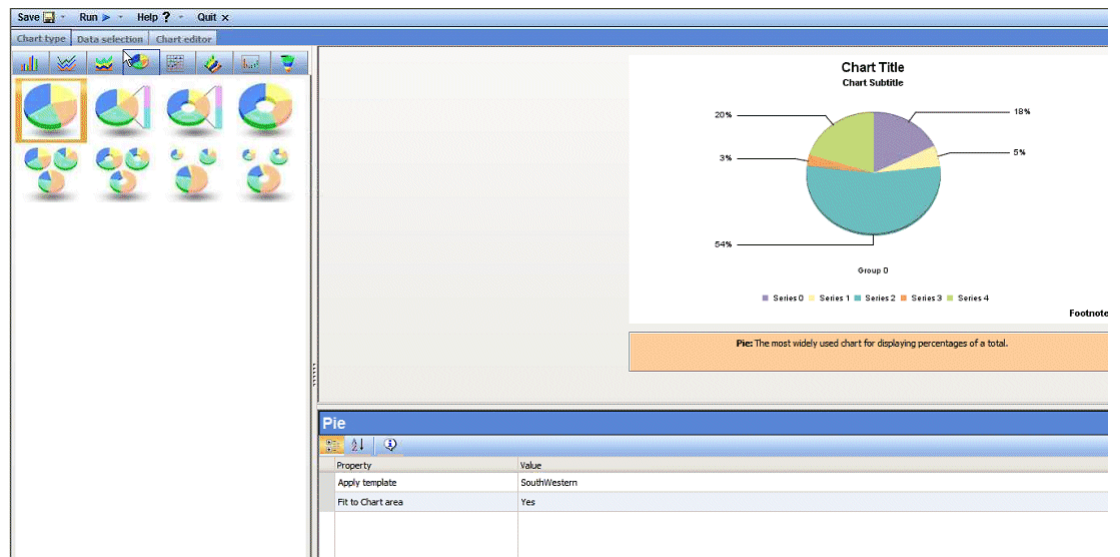 Save Run Help ? Quit x
Chart type Data selection Chart editor
Chart Title
Chart Subtitle
20% 18%
3% 5%
54%
Group 0
Series 0 Series 1 Series 2 Series 3 Series 4
Footnote
Pie: The most widely used chart for displaying percentages of a total.
Pie
Property Value
Apply template SouthWestern
Fit to Chart area Yes